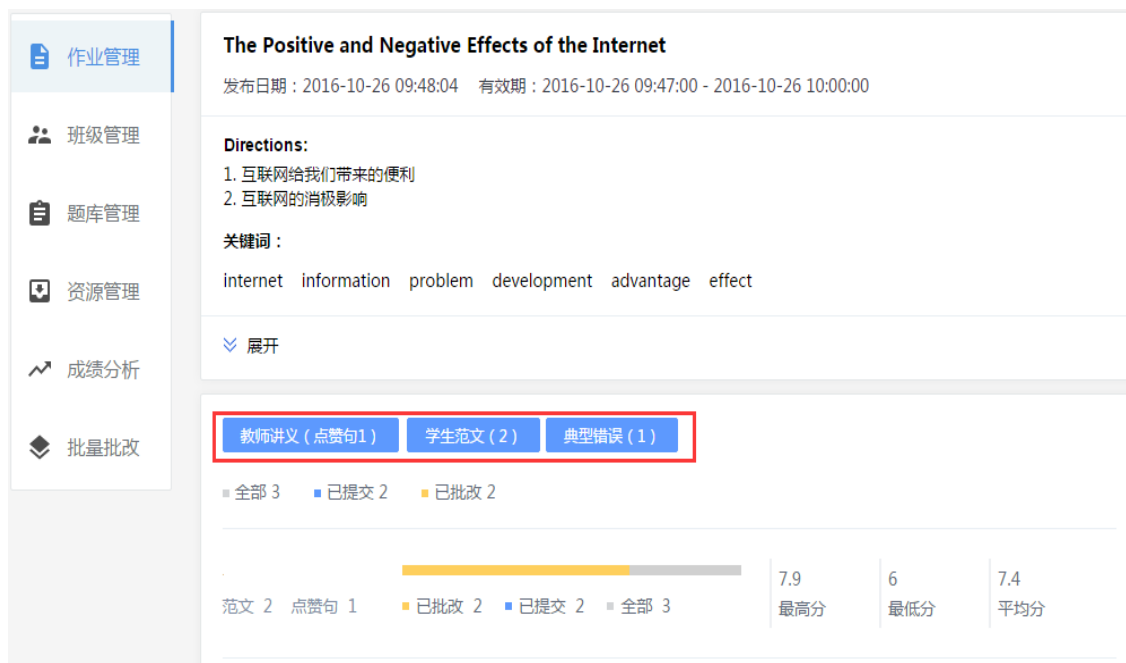 作业管理
班级管理
题库管理
资源管理
成绩分析
批量批改
The Positive and Negative Effects of the Internet
发布日期：2016-10-26 09:48:04 有效期：2016-10-26 09:47:00 - 2016-10-26 10:00:00
Directions:
1. 互联网给我们带来的便利
2. 互联网的消极影响
关键词：
internet information problem development advantage effect
展开
教师讲义（点赞句1） 学生范文（2） 典型错误（1）
全部 3 已提交 2 已批改 2
范文 2 点赞句 1
已批改 2 已提交 2 全部 3
7.9 6 7.4
最高分 最低分 平均分